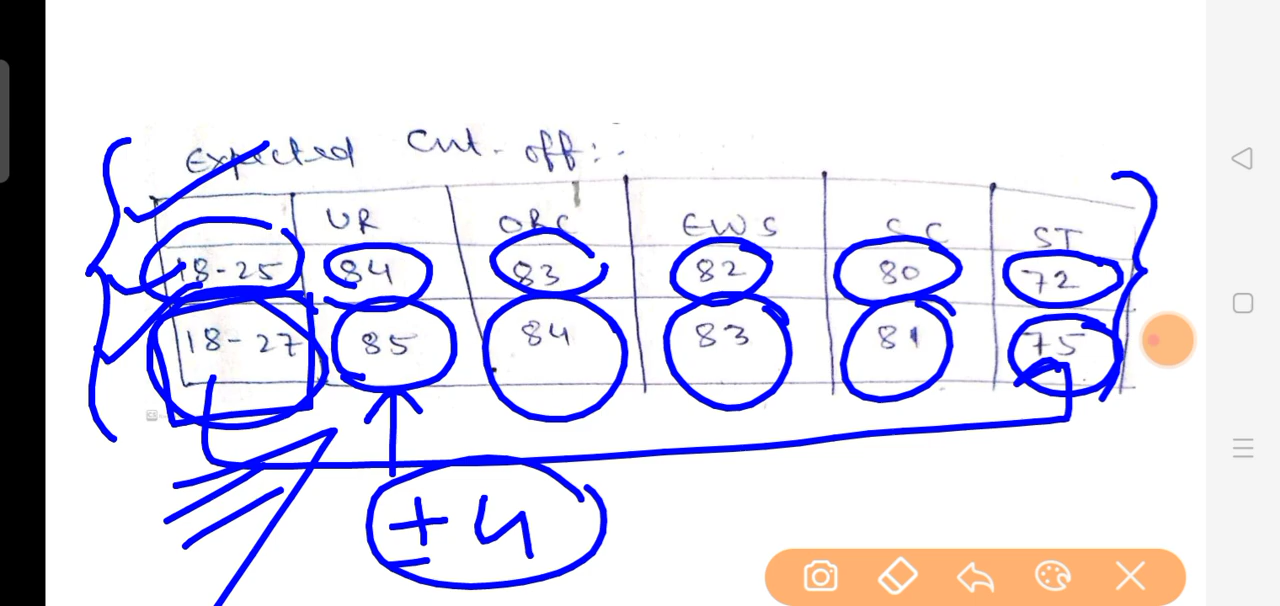 Expected Cut-off:-
UR OBC EWS SC ST
18-25 84 83 82 80 72
18-27 85 84 83 81 75
CS
± 4